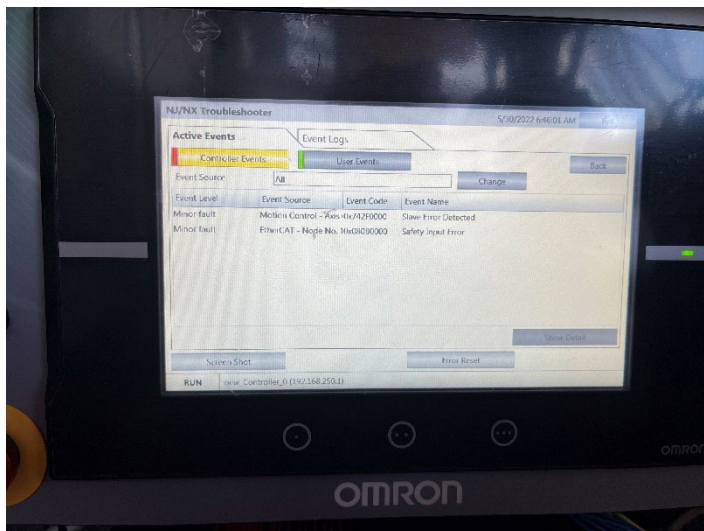 NJ/NX Troubleshooter
5/30/2022 6:46:01 AM
Active Events
Event Logs
Controller Events
User Events
Back
Event Source
All
Change
Event Level Event Source Event Code Event Name
Minor fault Motion Control - Axis 0x742F0000 Slave Error Detected
Minor fault EtherCAT - Node No. 0x08080000 Safety Input Error
Show Detail
Screen Shot
Error Reset
RUN
Controller_0 (192.168.250.1)
OMRON
OMRON